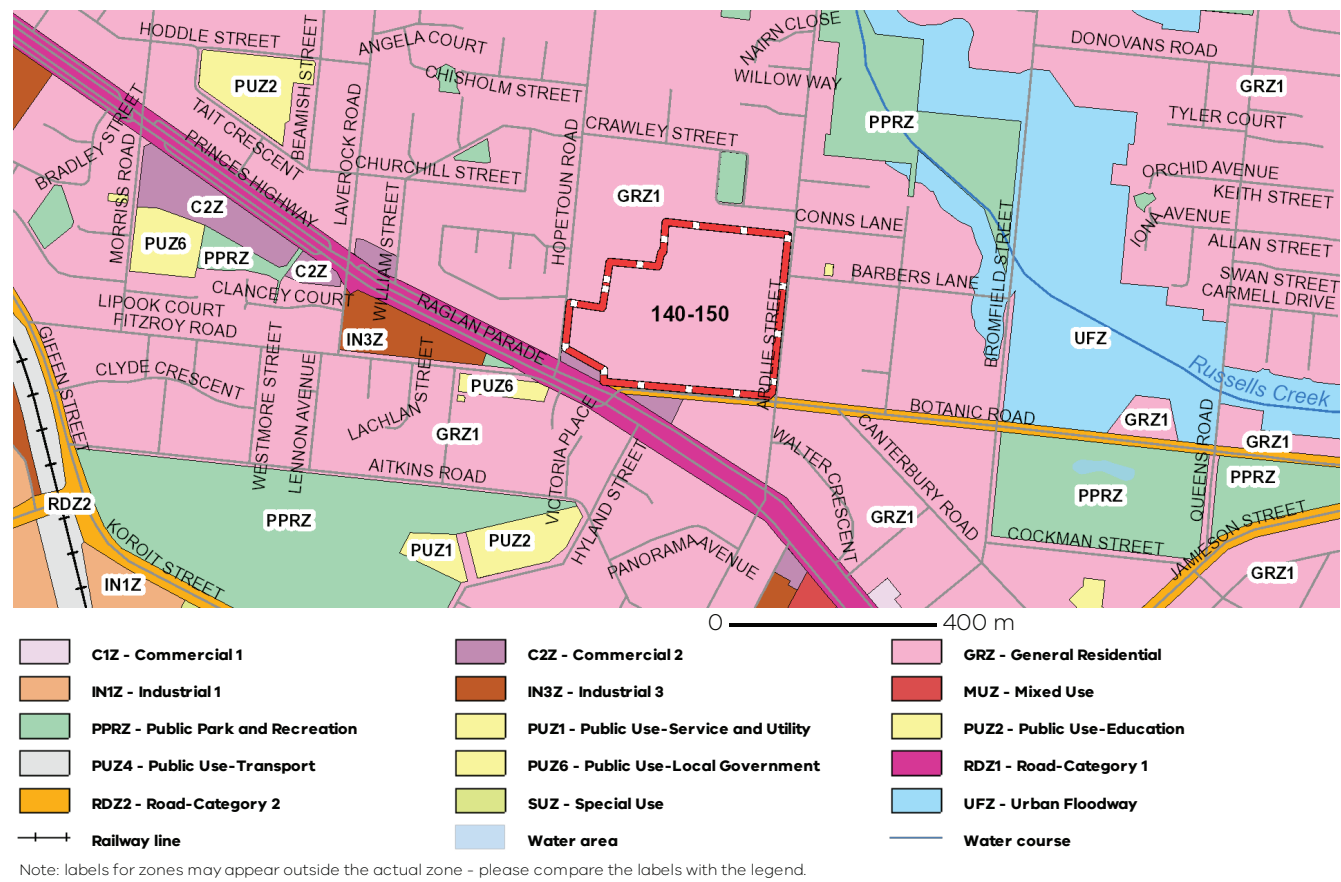 HODDLE STREET
ANGELA COURT
NAIRN CLOSE
DONOVANS ROAD
PUZ2
BEAMISH STREET
CHISHOLM STREET
WILLOW WAY
GRZ1
TAIT CRESCENT
LAVEROCK ROAD
PPRZ
TYLER COURT
BRADLEY STREET
MORRIS ROAD
PRINCES HIGHWAY
CHURCHILL STREET
HOPETOUN ROAD
CRAWLEY STREET
ORCHID AVENUE
KEITH STREET
C2Z
WILLIAM STREET
GRZ1
CONNS LANE
IONA AVENUE
ALLAN STREET
PUZ6
PPRZ
C2Z
BARBERS LANE
BROMFIELD STREET
SWAN STREET
CARMELL DRIVE
CLANCEY COURT
LIPOOK COURT
FITZROY ROAD
RAGLAN PARADE
140-150
ARDLIE STREET
IN3Z
UFZ
Russells Creek
GIFFEN STREET
CLYDE CRESCENT
WESTMORE STREET
LENNON AVENUE
LACHLAN STREET
PUZ6
GRZ1
VICTORIA PLACE
BOTANIC ROAD
GRZ1
GRZ1
AITKINS ROAD
HYLAND STREET
WALTER CRESCENT
CANTERBURY ROAD
QUEENS ROAD
PPRZ
PPRZ
RDZ2
PPRZ
GRZ1
KOROIT STREET
PUZ1
PUZ2
PANORAMA AVENUE
COCKMAN STREET
JAMIESON STREET
IN1Z
GRZ1
0 400 m
C1Z - Commercial 1
C2Z - Commercial 2
GRZ - General Residential
IN1Z - Industrial 1
IN3Z - Industrial 3
MUZ - Mixed Use
PPRZ - Public Park and Recreation
PUZ1 - Public Use-Service and Utility
PUZ2 - Public Use-Education
PUZ4 - Public Use-Transport
PUZ6 - Public Use-Local Government
RDZ1 - Road-Category 1
RDZ2 - Road-Category 2
SUZ - Special Use
UFZ - Urban Floodway
Railway line
Water area
Water course
Note: labels for zones may appear outside the actual zone - please compare the labels with the legend.